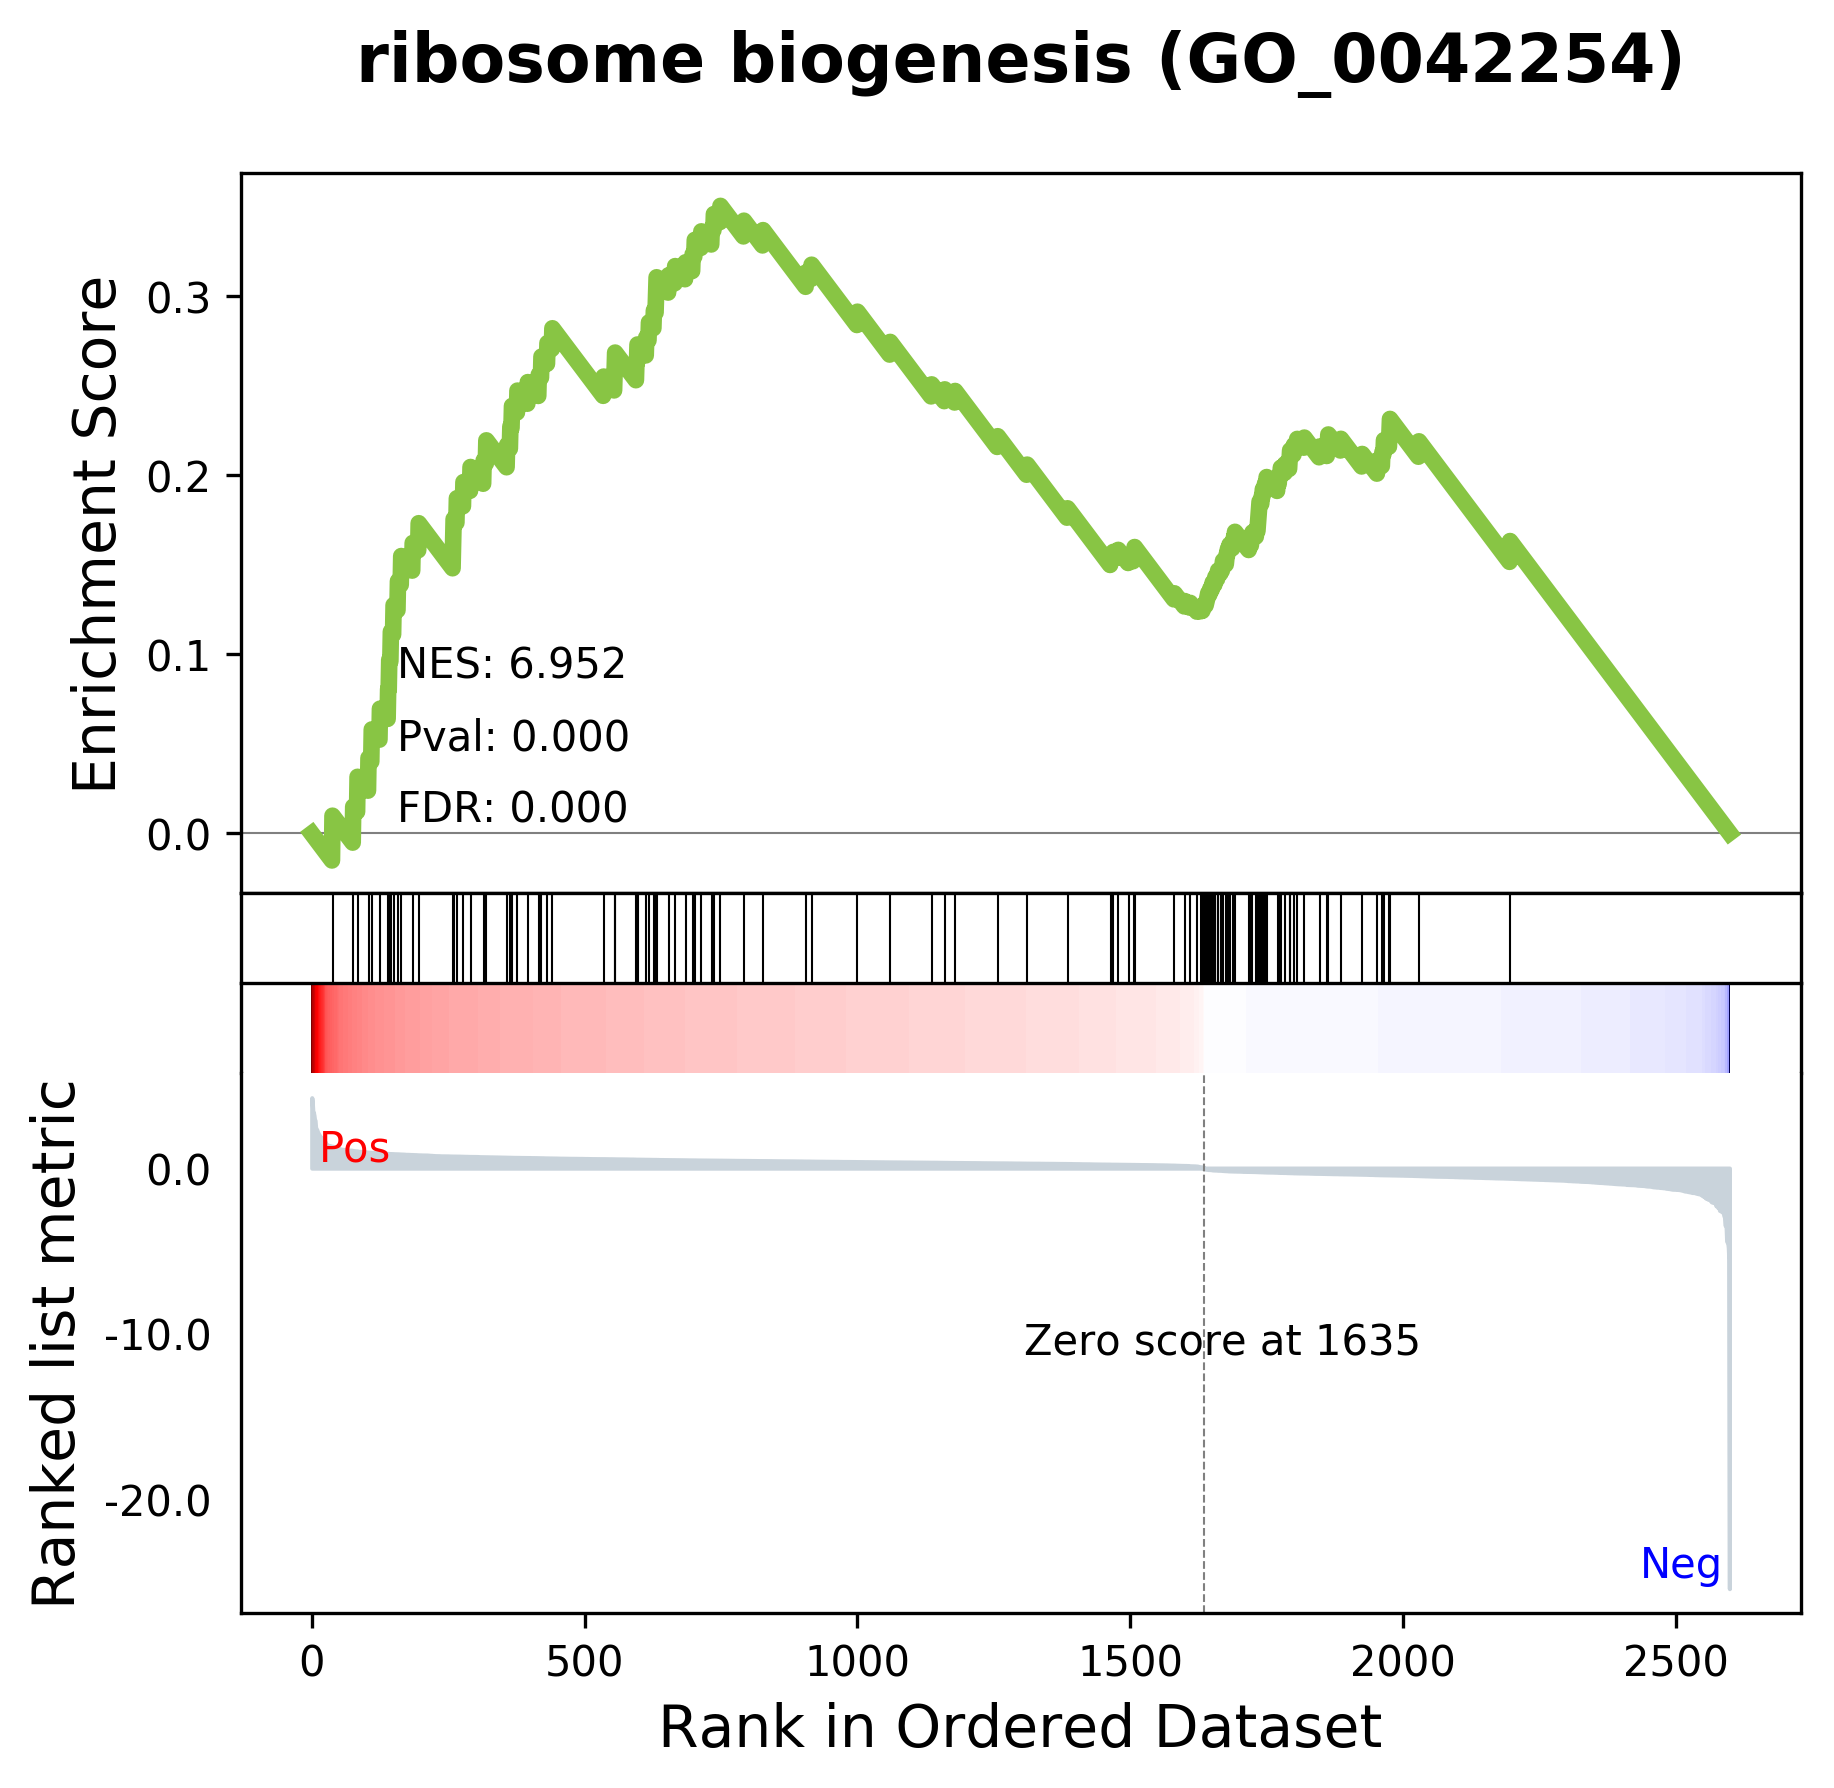 ribosome biogenesis (GO_0042254)
Enrichment Score
0.3
0.2
0.1
0.0
NES: 6.952
Pval: 0.000
FDR: 0.000
Ranked list metric
0.0
-10.0
-20.0
Pos
Zero score at 1635
Neg
0 500 1000 1500 2000 2500
Rank in Ordered Dataset